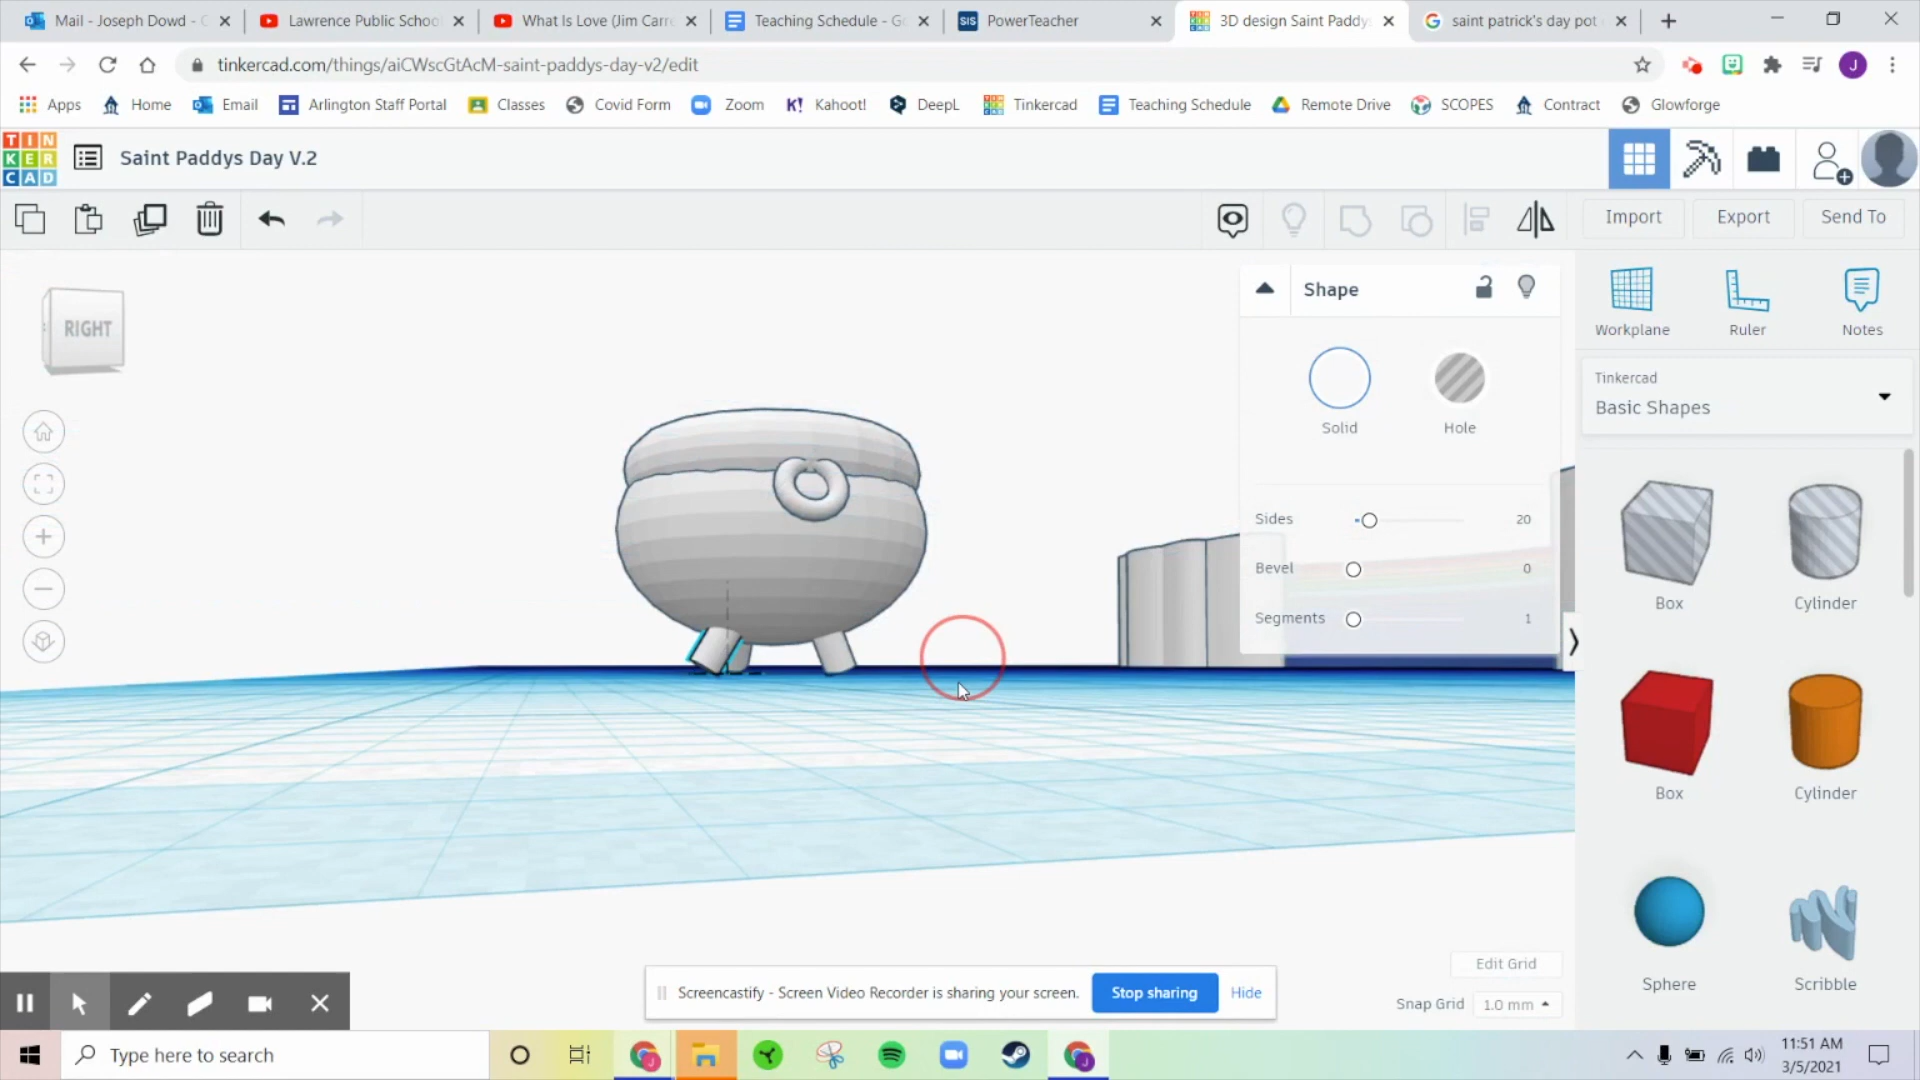 Mail - Joseph Dowd - 
Lawrence Public Schoo
What Is Love (Jim Carre
Teaching Schedule - Go
SIS PowerTeacher
3D design Saint Paddy
saint patrick's day pot
tinkercad.com/things/aiCWscGtAcM-saint-paddys-day-v2/edit
J
Apps Home Email Arlington Staff Portal Classes Covid Form Zoom K! Kahoot! DeepL Tinkercad Teaching Schedule Remote Drive SCOPES Contract Glowforge
TIN
KER
CAD
Saint Paddys Day V.2
Import Export Send To
RIGHT
Shape
Solid Hole
Sides 20
Bevel 0
Segments 1
Workplane Ruler Notes
Tinkercad
Basic Shapes
Box Cylinder
Box Cylinder
Sphere Scribble
Edit Grid
Snap Grid 1.0 mm
Screencastify - Screen Video Recorder is sharing your screen. Stop sharing Hide
Type here to search
11:51 AM
3/5/2021